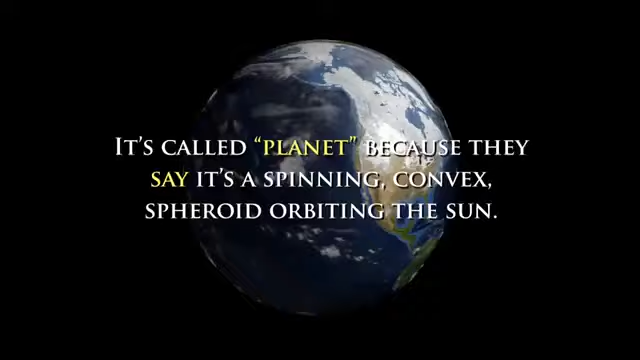 It's called “planet” because they
say it's a spinning, convex,
spheroid orbiting the sun.